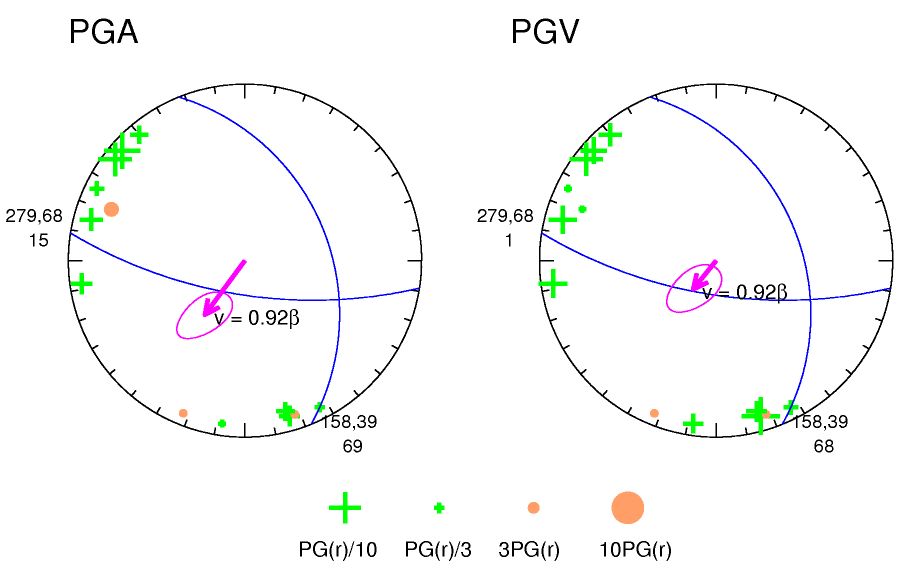 PGA
PGV
279,68
15
279,68
1
v = 0.92β
v = 0.92β
158,39
69
158,39
68
PG(r)/10
PG(r)/3
3PG(r)
10PG(r)